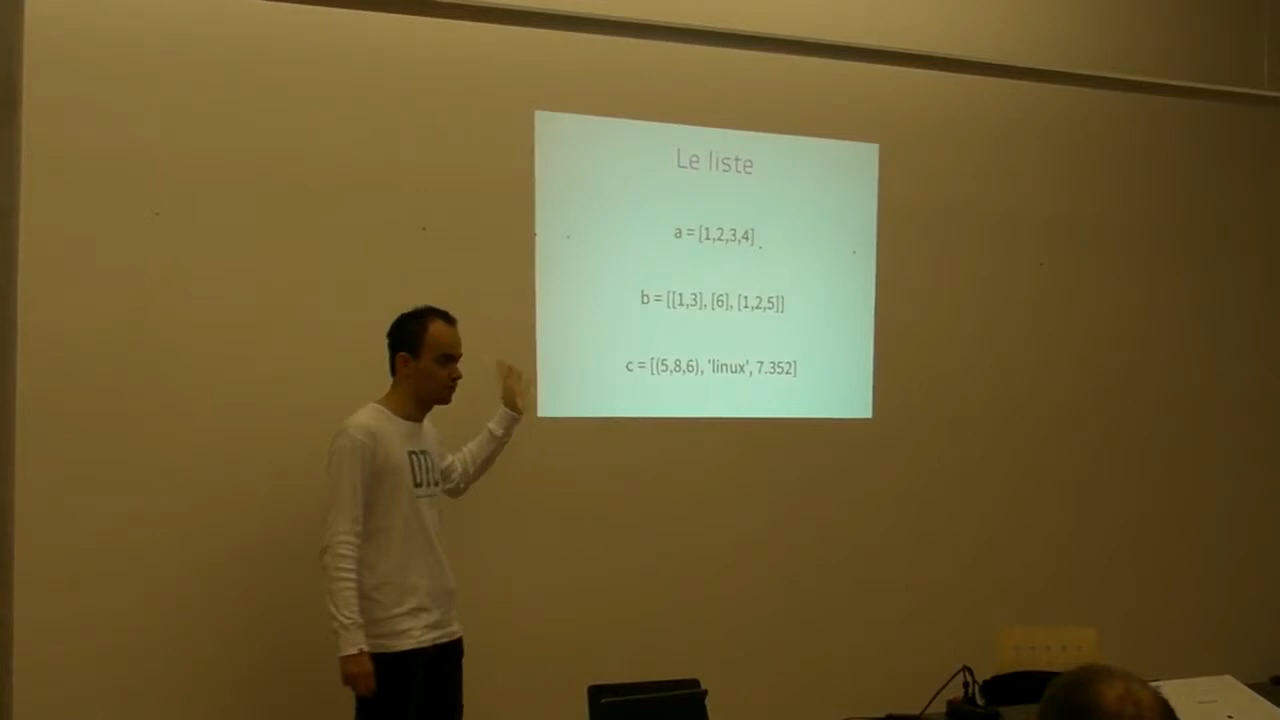 Le liste
a = [1,2,3,4]
b = [[1,3], [6], [1,2,5]]
c = [(5,8,6), 'linux', 7.352]